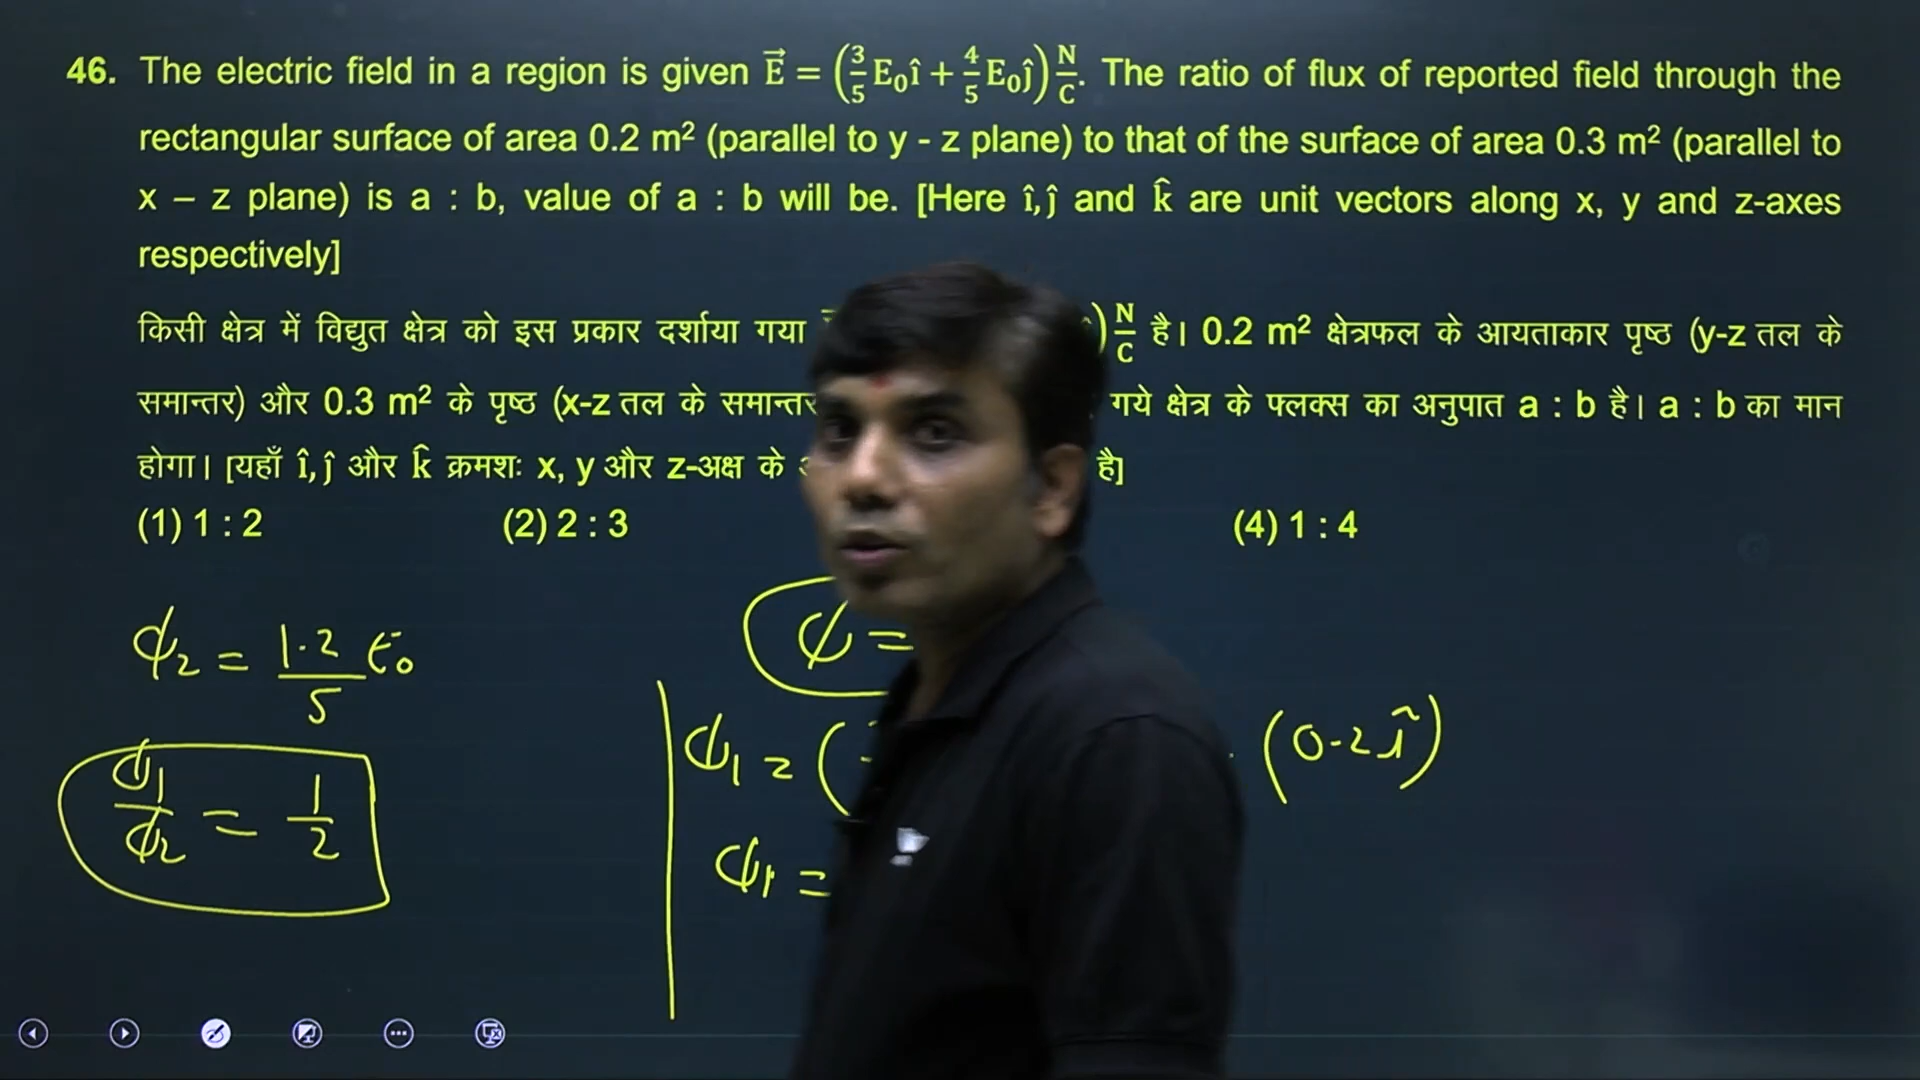 46. The electric field in a region is given E⃗ = (3/5 E₀î + 4/5 E₀ĵ) N/C. The ratio of flux of reported field through the
rectangular surface of area 0.2 m² (parallel to y - z plane) to that of the surface of area 0.3 m² (parallel to
x – z plane) is a : b, value of a : b will be. [Here î, ĵ and k̂ are unit vectors along x, y and z-axes
respectively]
किसी क्षेत्र में विद्युत क्षेत्र को इस प्रकार दर्शाया गया ) N/C है। 0.2 m² क्षेत्रफल के आयताकार पृष्ठ (y-z तल के
समान्तर) और 0.3 m² के पृष्ठ (x-z तल के समान्तर गये क्षेत्र के फ्लक्स का अनुपात a : b है। a : b का मान
होगा। [यहाँ î, ĵ और k̂ क्रमशः x, y और z-अक्ष के है]
(1) 1 : 2 (2) 2 : 3 (4) 1 : 4
ϕ₂ = 1.2/5 E₀
ϕ₁/ϕ₂ = 1/2
ϕ =
ϕ₁ = ( · (0.2 î)
ϕ₁ =